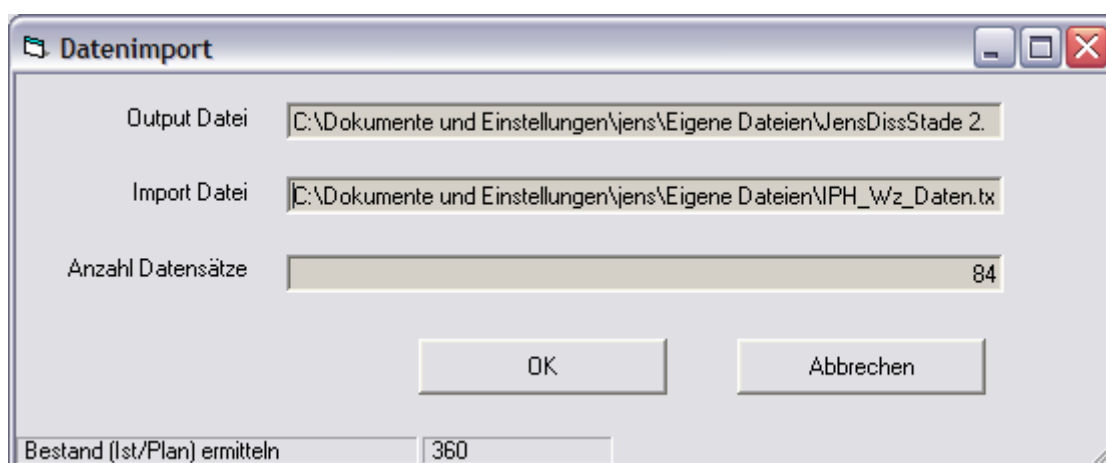 Datenimport
Output Datei C:\Dokumente und Einstellungen\jens\Eigene Dateien\JensDissStade 2.
Import Datei C:\Dokumente und Einstellungen\jens\Eigene Dateien\IPH_Wz_Daten.tx
Anzahl Datensätze 84
OK Abbrechen
Bestand (Ist/Plan) ermitteln 360